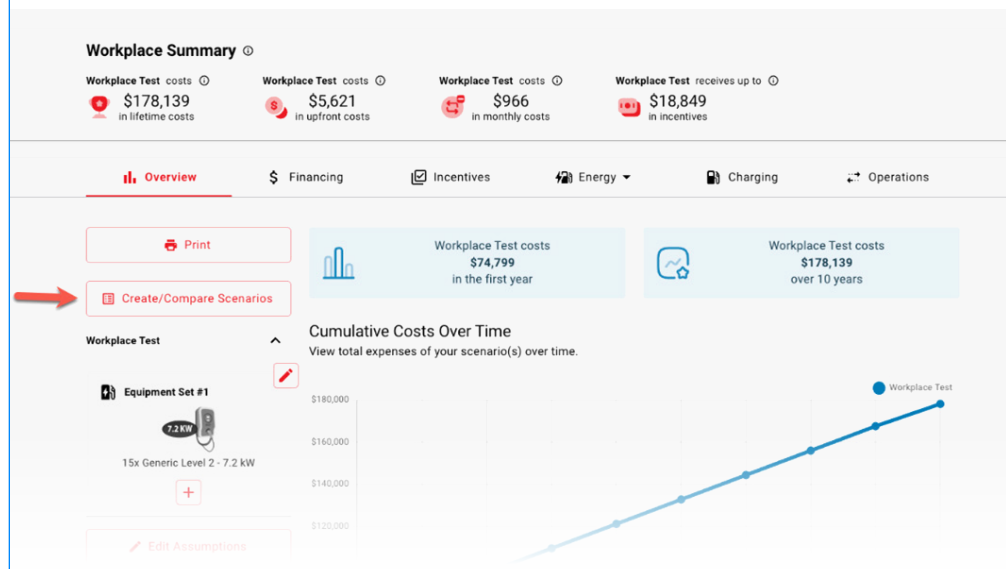 Workplace Summary
Workplace Test costs
$178,139
in lifetime costs
Workplace Test costs
$5,621
in upfront costs
Workplace Test costs
$966
in monthly costs
Workplace Test receives up to
$18,849
in incentives
Overview
$ Financing
Incentives
Energy
Charging
Operations
Print
Create/Compare Scenarios
Workplace Test
Equipment Set #1
7.2 KW
15x Generic Level 2 - 7.2 kW
+
Edit Assumptions
Workplace Test costs
$74,799
in the first year
Workplace Test costs
$178,139
over 10 years
Cumulative Costs Over Time
View total expenses of your scenario(s) over time.
Workplace Test
$180,000
$160,000
$140,000
$120,000